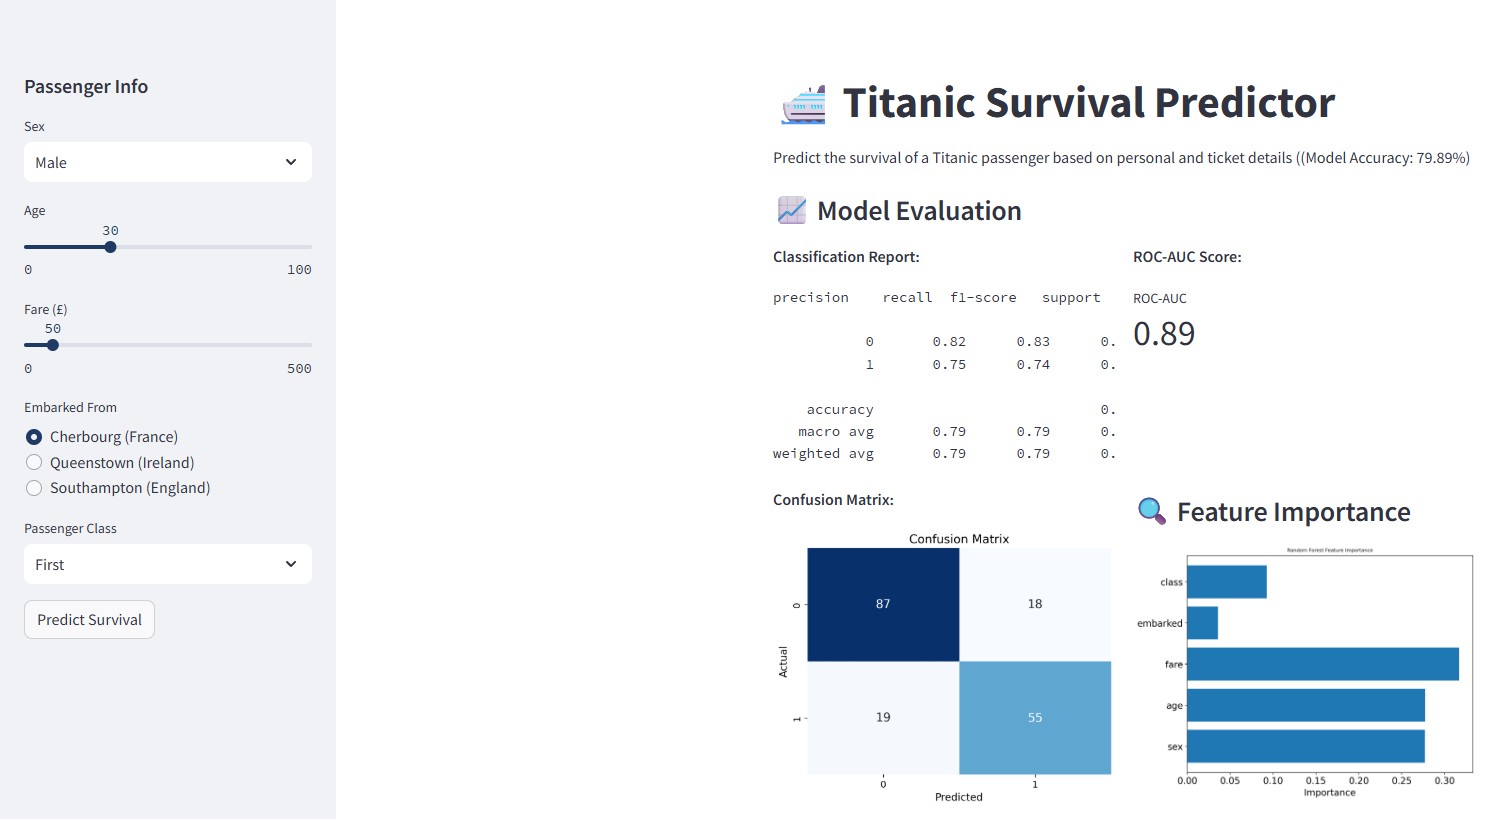 Passenger Info
Sex
Male
Age
30
0 100
Fare (£)
50
0 500
Embarked From
Cherbourg (France)
Queenstown (Ireland)
Southampton (England)
Passenger Class
First
Predict Survival
Titanic Survival Predictor
Predict the survival of a Titanic passenger based on personal and ticket details ((Model Accuracy: 79.89%)
Model Evaluation
Classification Report:
precision recall f1-score support
0 0.82 0.83 0.
1 0.75 0.74 0.
accuracy 0.
macro avg 0.79 0.79 0.
weighted avg 0.79 0.79 0.
ROC-AUC Score:
ROC-AUC
0.89
Confusion Matrix:
Confusion Matrix
Actual
0
87 18
1
19 55
0 1
Predicted
Feature Importance
Random Forest Feature Importance
class
embarked
fare
age
sex
0.00 0.05 0.10 0.15 0.20 0.25 0.30
Importance